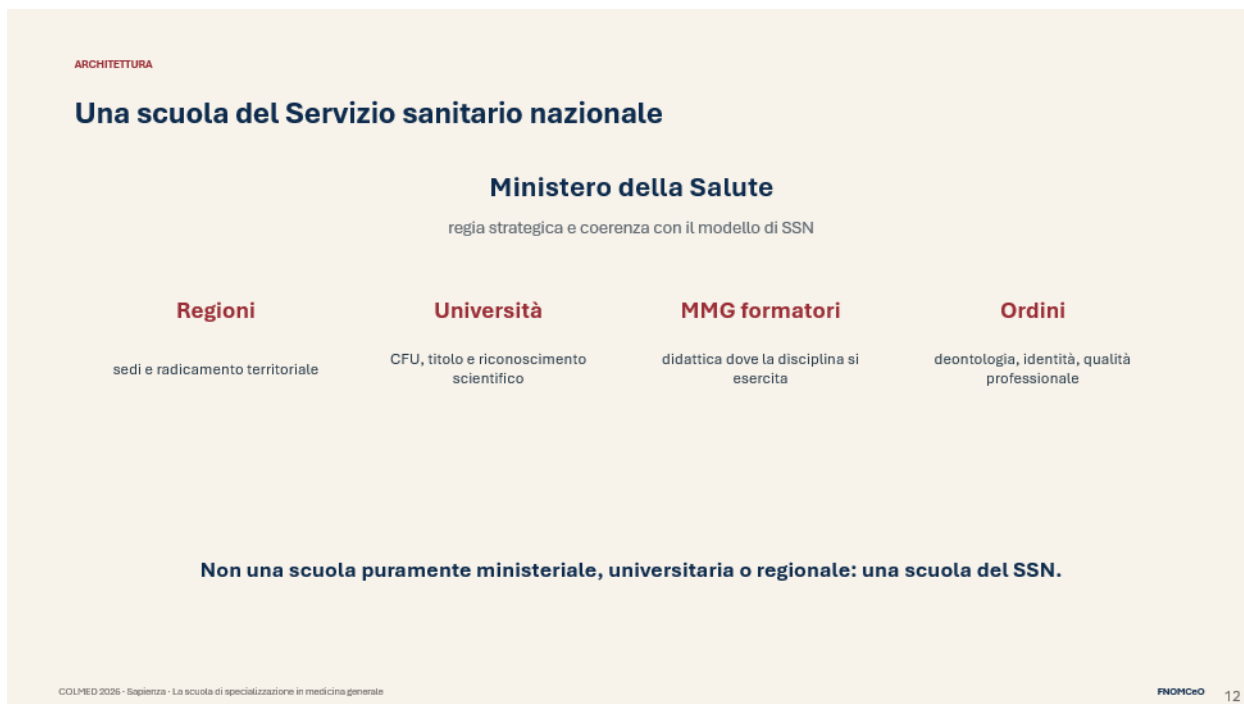 ARCHITETTURA
Una scuola del Servizio sanitario nazionale
Ministero della Salute
regia strategica e coerenza con il modello di SSN
Regioni
sedi e radicamento territoriale
Università
CFU, titolo e riconoscimento
scientifico
MMG formatori
didattica dove la disciplina si
esercita
Ordini
deontologia, identità, qualità
professionale
Non una scuola puramente ministeriale, universitaria o regionale: una scuola del SSN.
COLMED 2026 - Sapienza · La scuola di specializzazione in medicina generale
FNOMCeO
12